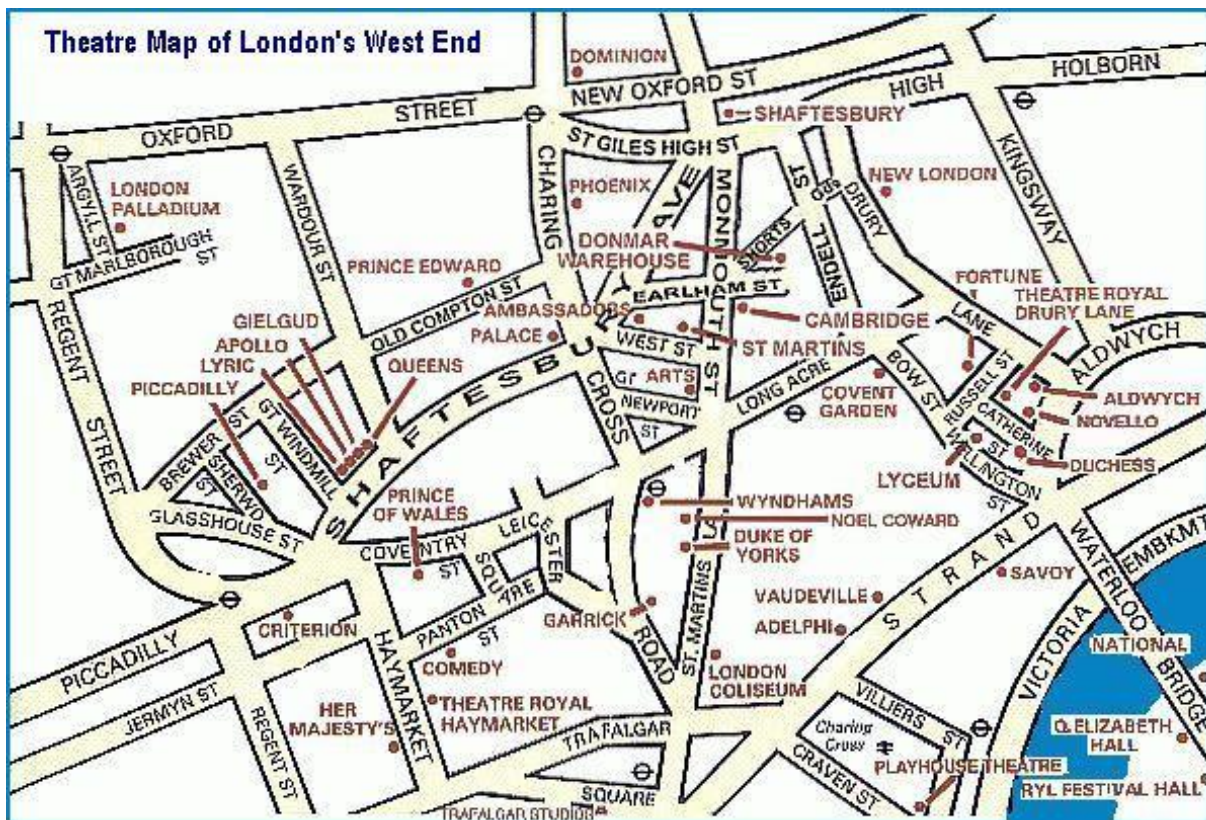 Theatre Map of London's West End
DOMINION
NEW OXFORD ST
HOLBORN
HIGH
STREET
OXFORD
SHAFTESBURY
ST GILES HIGH ST
KINGSWAY
ARGYLL ST
LONDON
PALLADIUM
WARDOUR ST
CHARING
PHOENIX
AVE
MONMOUTH ST
ENDELL ST
DRURY
NEW LONDON
GT MARLBOROUGH
ST
DONMAR
WAREHOUSE
SHORTS
PRINCE EDWARD
OLD COMPTON ST
EARLHAM ST
FORTUNE
THEATRE ROYAL
DRURY LANE
REGENT
GIELGUD
APOLLO
LYRIC
PICCADILLY
AMBASSADORS
PALACE
CAMBRIDGE
LANE
ALDWYCH
QUEENS
WEST ST
ST MARTINS
SHAFTESBU
CROSS
GT
ARTS
NEWPORT
ST
LONG ACRE
COVENT
GARDEN
BOW ST
RUSSELL ST
CATHERINE
ST
ALDWYCH
NOVELLO
STREET
BREWER ST
GT WINDMILL
ST
SHERWD
ST
GLASSHOUSE ST
LYCEUM
WELLINGTON
ST
DUCHESS
PRINCE
OF WALES
LEICESTER
SQUARE
COVENTRY
ST
WYNDHAMS
NOEL COWARD
DUKE OF
YORKS
STRAND
WATERLOO
EMBKMT
SAVOY
VAUDEVILLE
ADELPHI
PICCADILLY
CRITERION
HAYMARKET
PANTON
ST
COMEDY
GARRICK
ROAD
ST. MARTINS
LONDON
COLISEUM
VICTORIA
NATIONAL
BRIDGE
JERMYN ST
REGENT ST
HER
MAJESTY'S
THEATRE ROYAL
HAYMARKET
TRAFALGAR
SQUARE
VILLIERS
ST
Charing
Cross
CRAVEN ST
PLAYHOUSE THEATRE
Q.ELIZABETH
HALL
RYL FESTIVAL HALL
TRAFALGAR STUDIOS